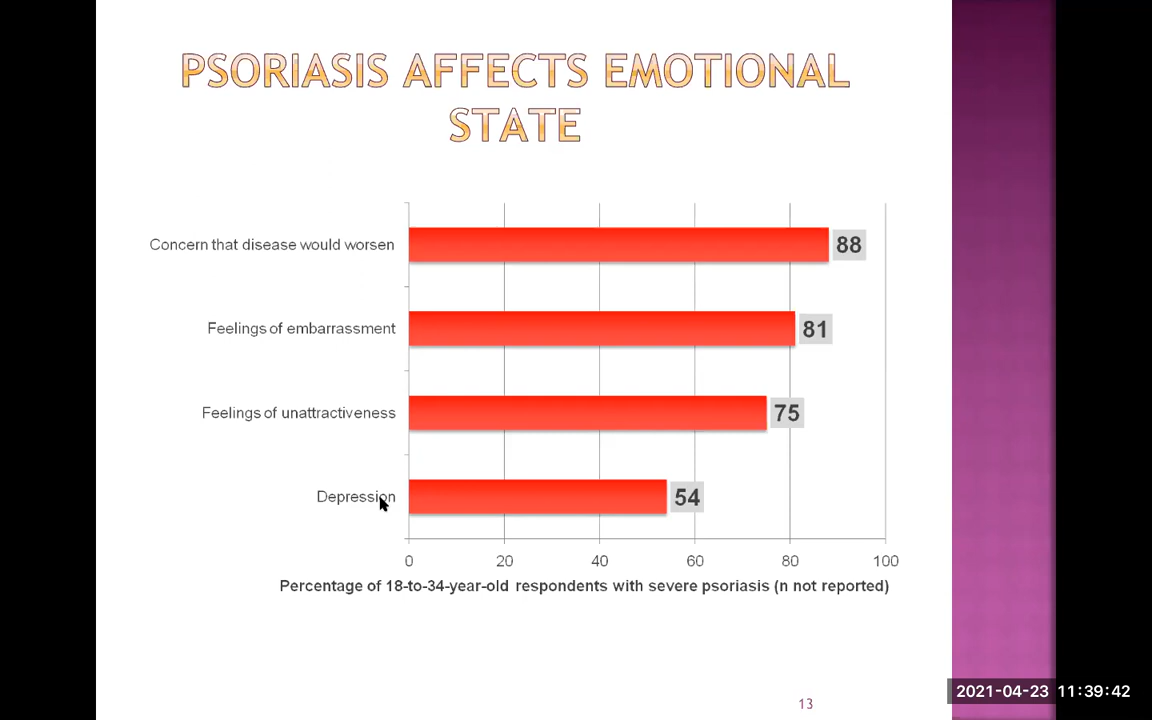 PSORIASIS AFFECTS EMOTIONAL
STATE
Concern that disease would worsen
88
Feelings of embarrassment
81
Feelings of unattractiveness
75
Depression
54
0 20 40 60 80 100
Percentage of 18-to-34-year-old respondents with severe psoriasis (n not reported)
13
2021-04-23 11:39:42